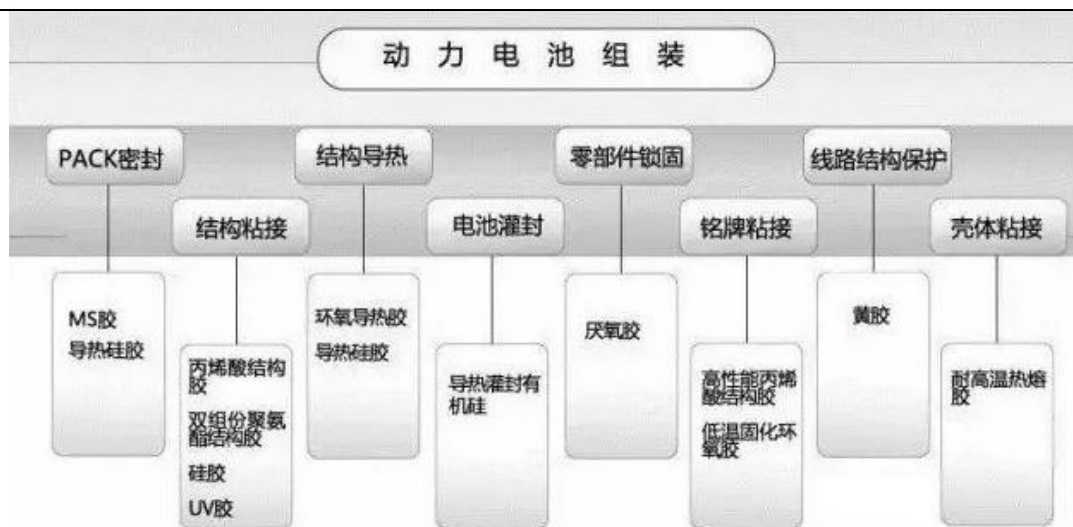 动力电池组装
PACK密封
结构导热
零部件锁固
线路结构保护
结构粘接
电池灌封
铭牌粘接
壳体粘接
MS胶
导热硅胶
丙烯酸结构
胶
双组份聚氨
酯结构胶
硅胶
UV胶
环氧导热胶
导热硅胶
导热灌封有
机硅
厌氧胶
高性能丙烯
酸结构胶
低温固化环
氧胶
黄胶
耐高温热熔
胶